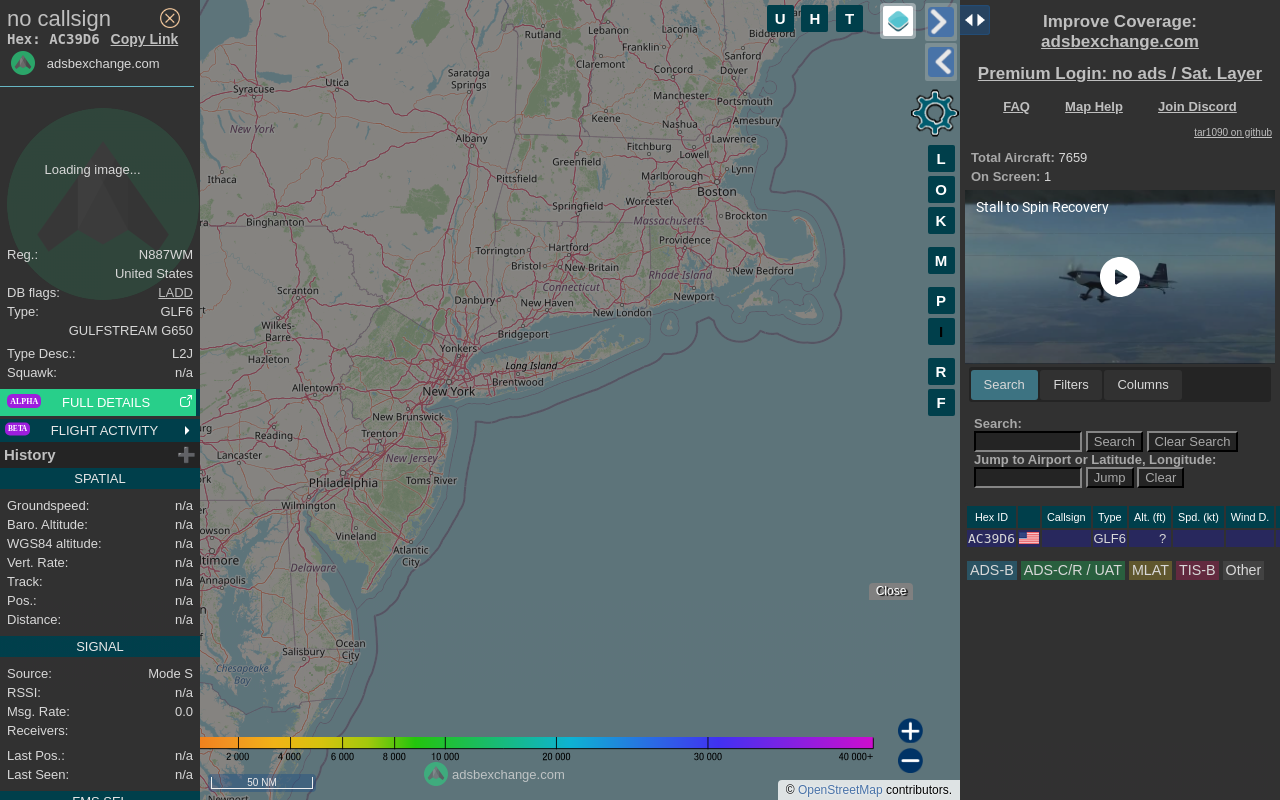 no callsign
Hex: AC39D6 Copy Link
adsbexchange.com
Loading image...
Reg.: N887WM
United States
DB flags: LADD
Type: GLF6
GULFSTREAM G650
Type Desc.: L2J
Squawk: n/a
ALPHA FULL DETAILS
BETA FLIGHT ACTIVITY
History
SPATIAL
Groundspeed: n/a
Baro. Altitude: n/a
WGS84 altitude: n/a
Vert. Rate: n/a
Track: n/a
Pos.: n/a
Distance: n/a
SIGNAL
Source: Mode S
RSSI: n/a
Msg. Rate: 0.0
Receivers:
Last Pos.: n/a
Last Seen: n/a
FMS SEL
U H T
L
O
K
M
P
I
R
F
Rutland
Lebanon
Laconia
Biddeford
Franklin
Sanford
Claremont
Concord
Dover
Saratoga
Springs
Utica
Syracuse
Manchester
Portsmouth
Keene
Nashua
Amesbury
New York
Albany
Lawrence
Fitchburg
Lowell
Greenfield
Lynn
Ithaca
Pittsfield
Marlborough
Boston
Worcester
Springfield
Massachusetts
Brockton
Binghamton
Providence
Torrington
Hartford
Bristol
New Britain
Rhode Island
New Bedford
Connecticut
Scranton
Danbury
New Haven
Newport
New London
Wilkes-
Barre
Bridgeport
Yonkers
Hazleton
Long Island
Brentwood
Allentown
New York
New Brunswick
Reading
Trenton
Lancaster
New Jersey
Toms River
Philadelphia
Wilmington
Vineland
Atlantic
City
Delaware
Annapolis
Ocean
City
Salisbury
Chesapeake
Bay
Newport
Close
2 000 4 000 6 000 8 000 10 000 20 000 30 000 40 000+
50 NM
adsbexchange.com
© OpenStreetMap contributors.
Improve Coverage:
adsbexchange.com
Premium Login: no ads / Sat. Layer
FAQ Map Help Join Discord
tar1090 on github
Total Aircraft: 7659
On Screen: 1
Stall to Spin Recovery
Search Filters Columns
Search:
Search Clear Search
Jump to Airport or Latitude, Longitude:
Jump Clear
Hex ID Callsign Type Alt. (ft) Spd. (kt) Wind D.
AC39D6 GLF6 ?
ADS-B ADS-C/R / UAT MLAT TIS-B Other